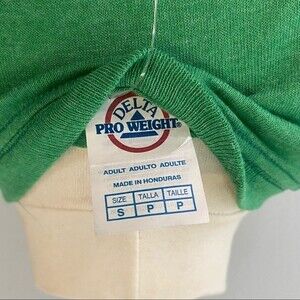 DELTA
PRO WEIGHT®
ADULT ADULTO ADULTE
MADE IN HONDURAS
SIZE TALLA TAILLE
S P P